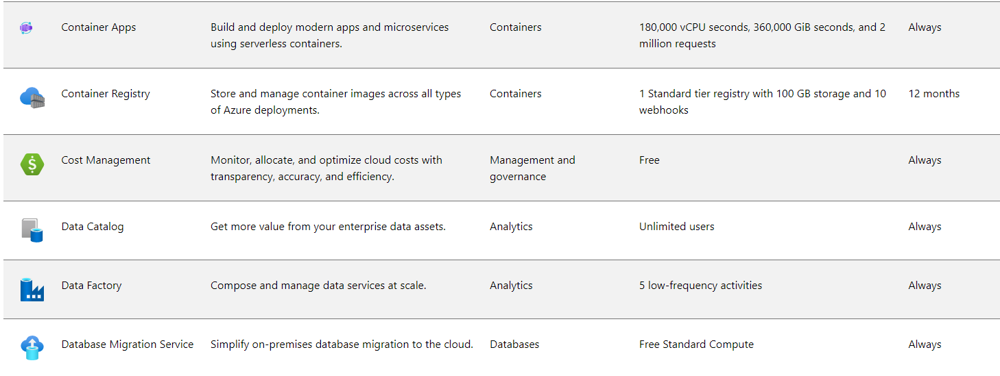 Container Apps
Build and deploy modern apps and microservices
using serverless containers.
Containers
180,000 vCPU seconds, 360,000 GiB seconds, and 2
million requests
Always
Container Registry
Store and manage container images across all types
of Azure deployments.
Containers
1 Standard tier registry with 100 GB storage and 10
webhooks
12 months
$
Cost Management
Monitor, allocate, and optimize cloud costs with
transparency, accuracy, and efficiency.
Management and
governance
Free
Always
Data Catalog
Get more value from your enterprise data assets.
Analytics
Unlimited users
Always
Data Factory
Compose and manage data services at scale.
Analytics
5 low-frequency activities
Always
Database Migration Service
Simplify on-premises database migration to the cloud.
Databases
Free Standard Compute
Always